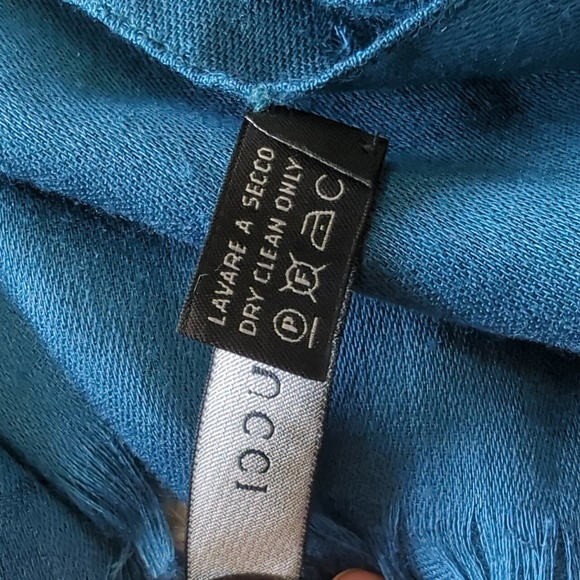 LAVARE A SECCO
DRY CLEAN ONLY
P F
UCCI